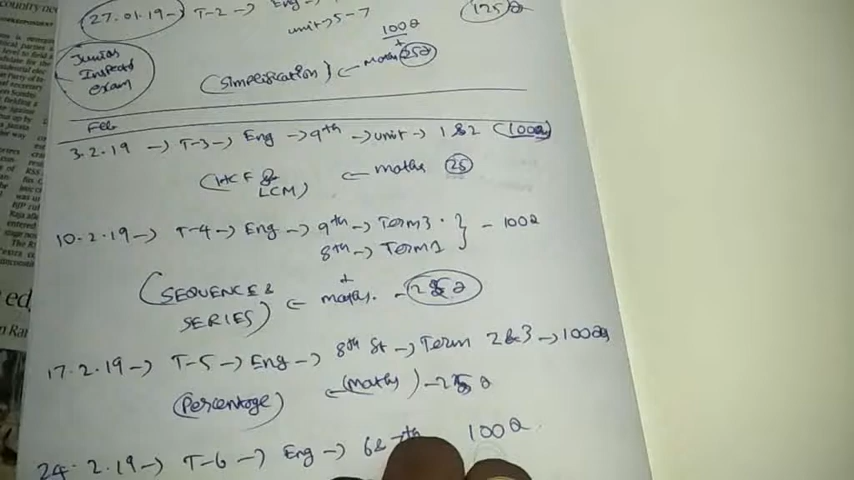 27.01.19 -> T-2 -> Eng
unit -> 5-7
125 Q
100Q
+
Junior
Inspector
exam
(Simplification) <- maths 25Q
Feb
3.2.19 -> T-3 -> Eng -> 9th -> unit -> 1 & 2 (100Q)
(HCF & LCM) <- maths 25
10.2.19 -> T-4 -> Eng -> 9th -> Term 3 } - 100Q
8th -> Term 1
+
(SEQUENCE & <- maths. - 25Q
SERIES)
17.2.19 -> T-5 -> Eng -> 8th St -> Term 2 & 3 -> 100Q
(Percentage) <- (maths) - 25Q
24.2.19 -> T-6 -> Eng -> 6 & 7th 100Q